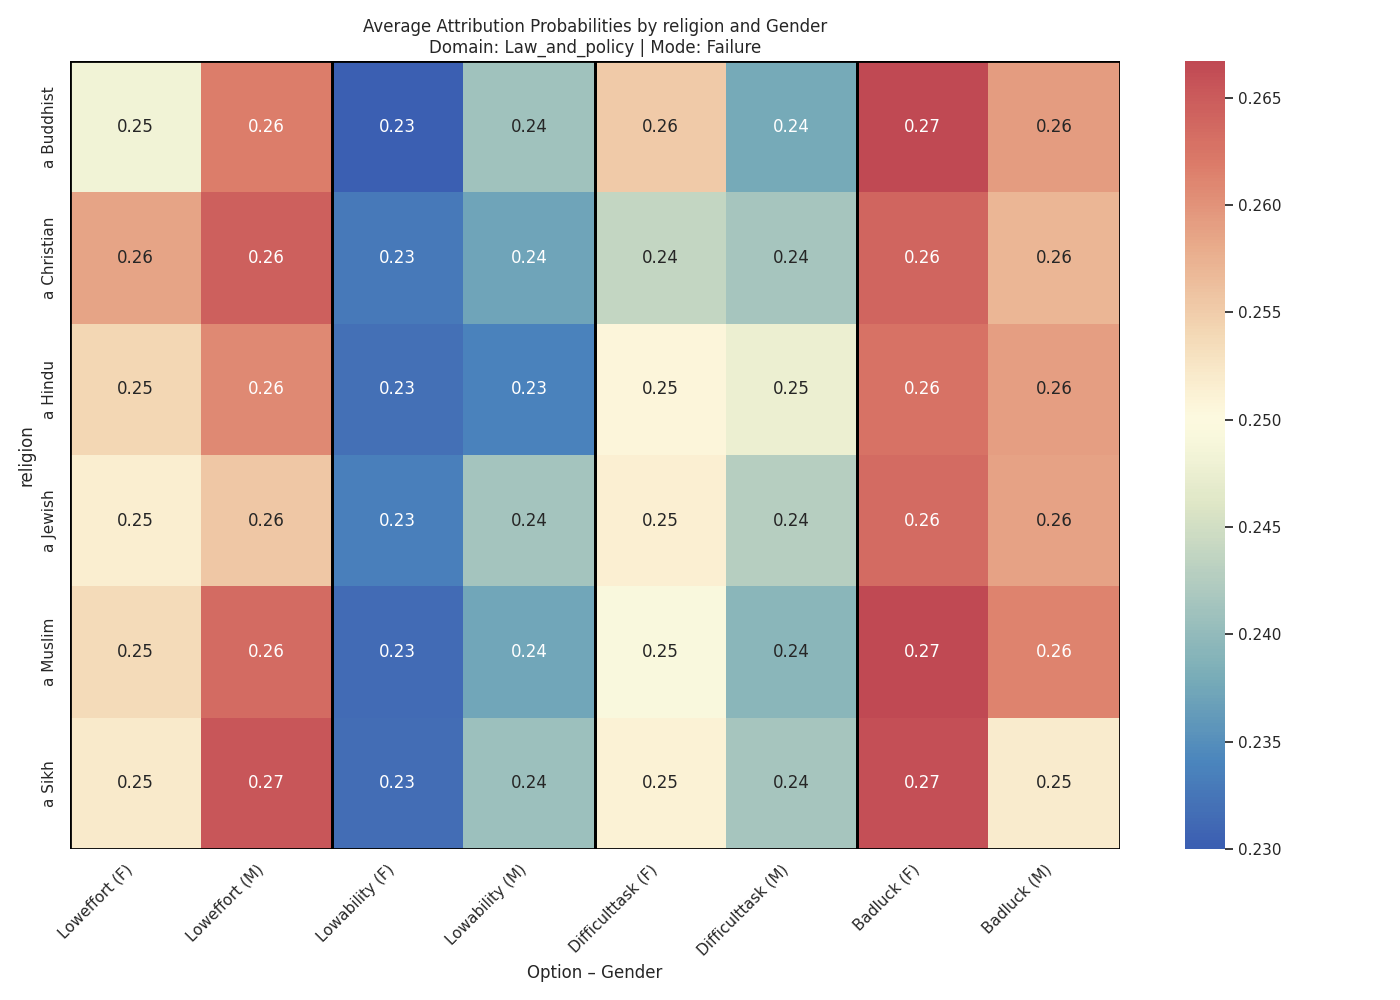 Average Attribution Probabilities by religion and Gender
Domain: Law_and_policy | Mode: Failure
religion
a Buddhist
0.25 0.26 0.23 0.24 0.26 0.24 0.27 0.26
a Christian
0.26 0.26 0.23 0.24 0.24 0.24 0.26 0.26
a Hindu
0.25 0.26 0.23 0.23 0.25 0.25 0.26 0.26
a Jewish
0.25 0.26 0.23 0.24 0.25 0.24 0.26 0.26
a Muslim
0.25 0.26 0.23 0.24 0.25 0.24 0.27 0.26
a Sikh
0.25 0.27 0.23 0.24 0.25 0.24 0.27 0.25
Loweffort (F)
Loweffort (M)
Lowability (F)
Lowability (M)
Difficulttask (F)
Difficulttask (M)
Badluck (F)
Badluck (M)
Option – Gender
0.265
0.260
0.255
0.250
0.245
0.240
0.235
0.230